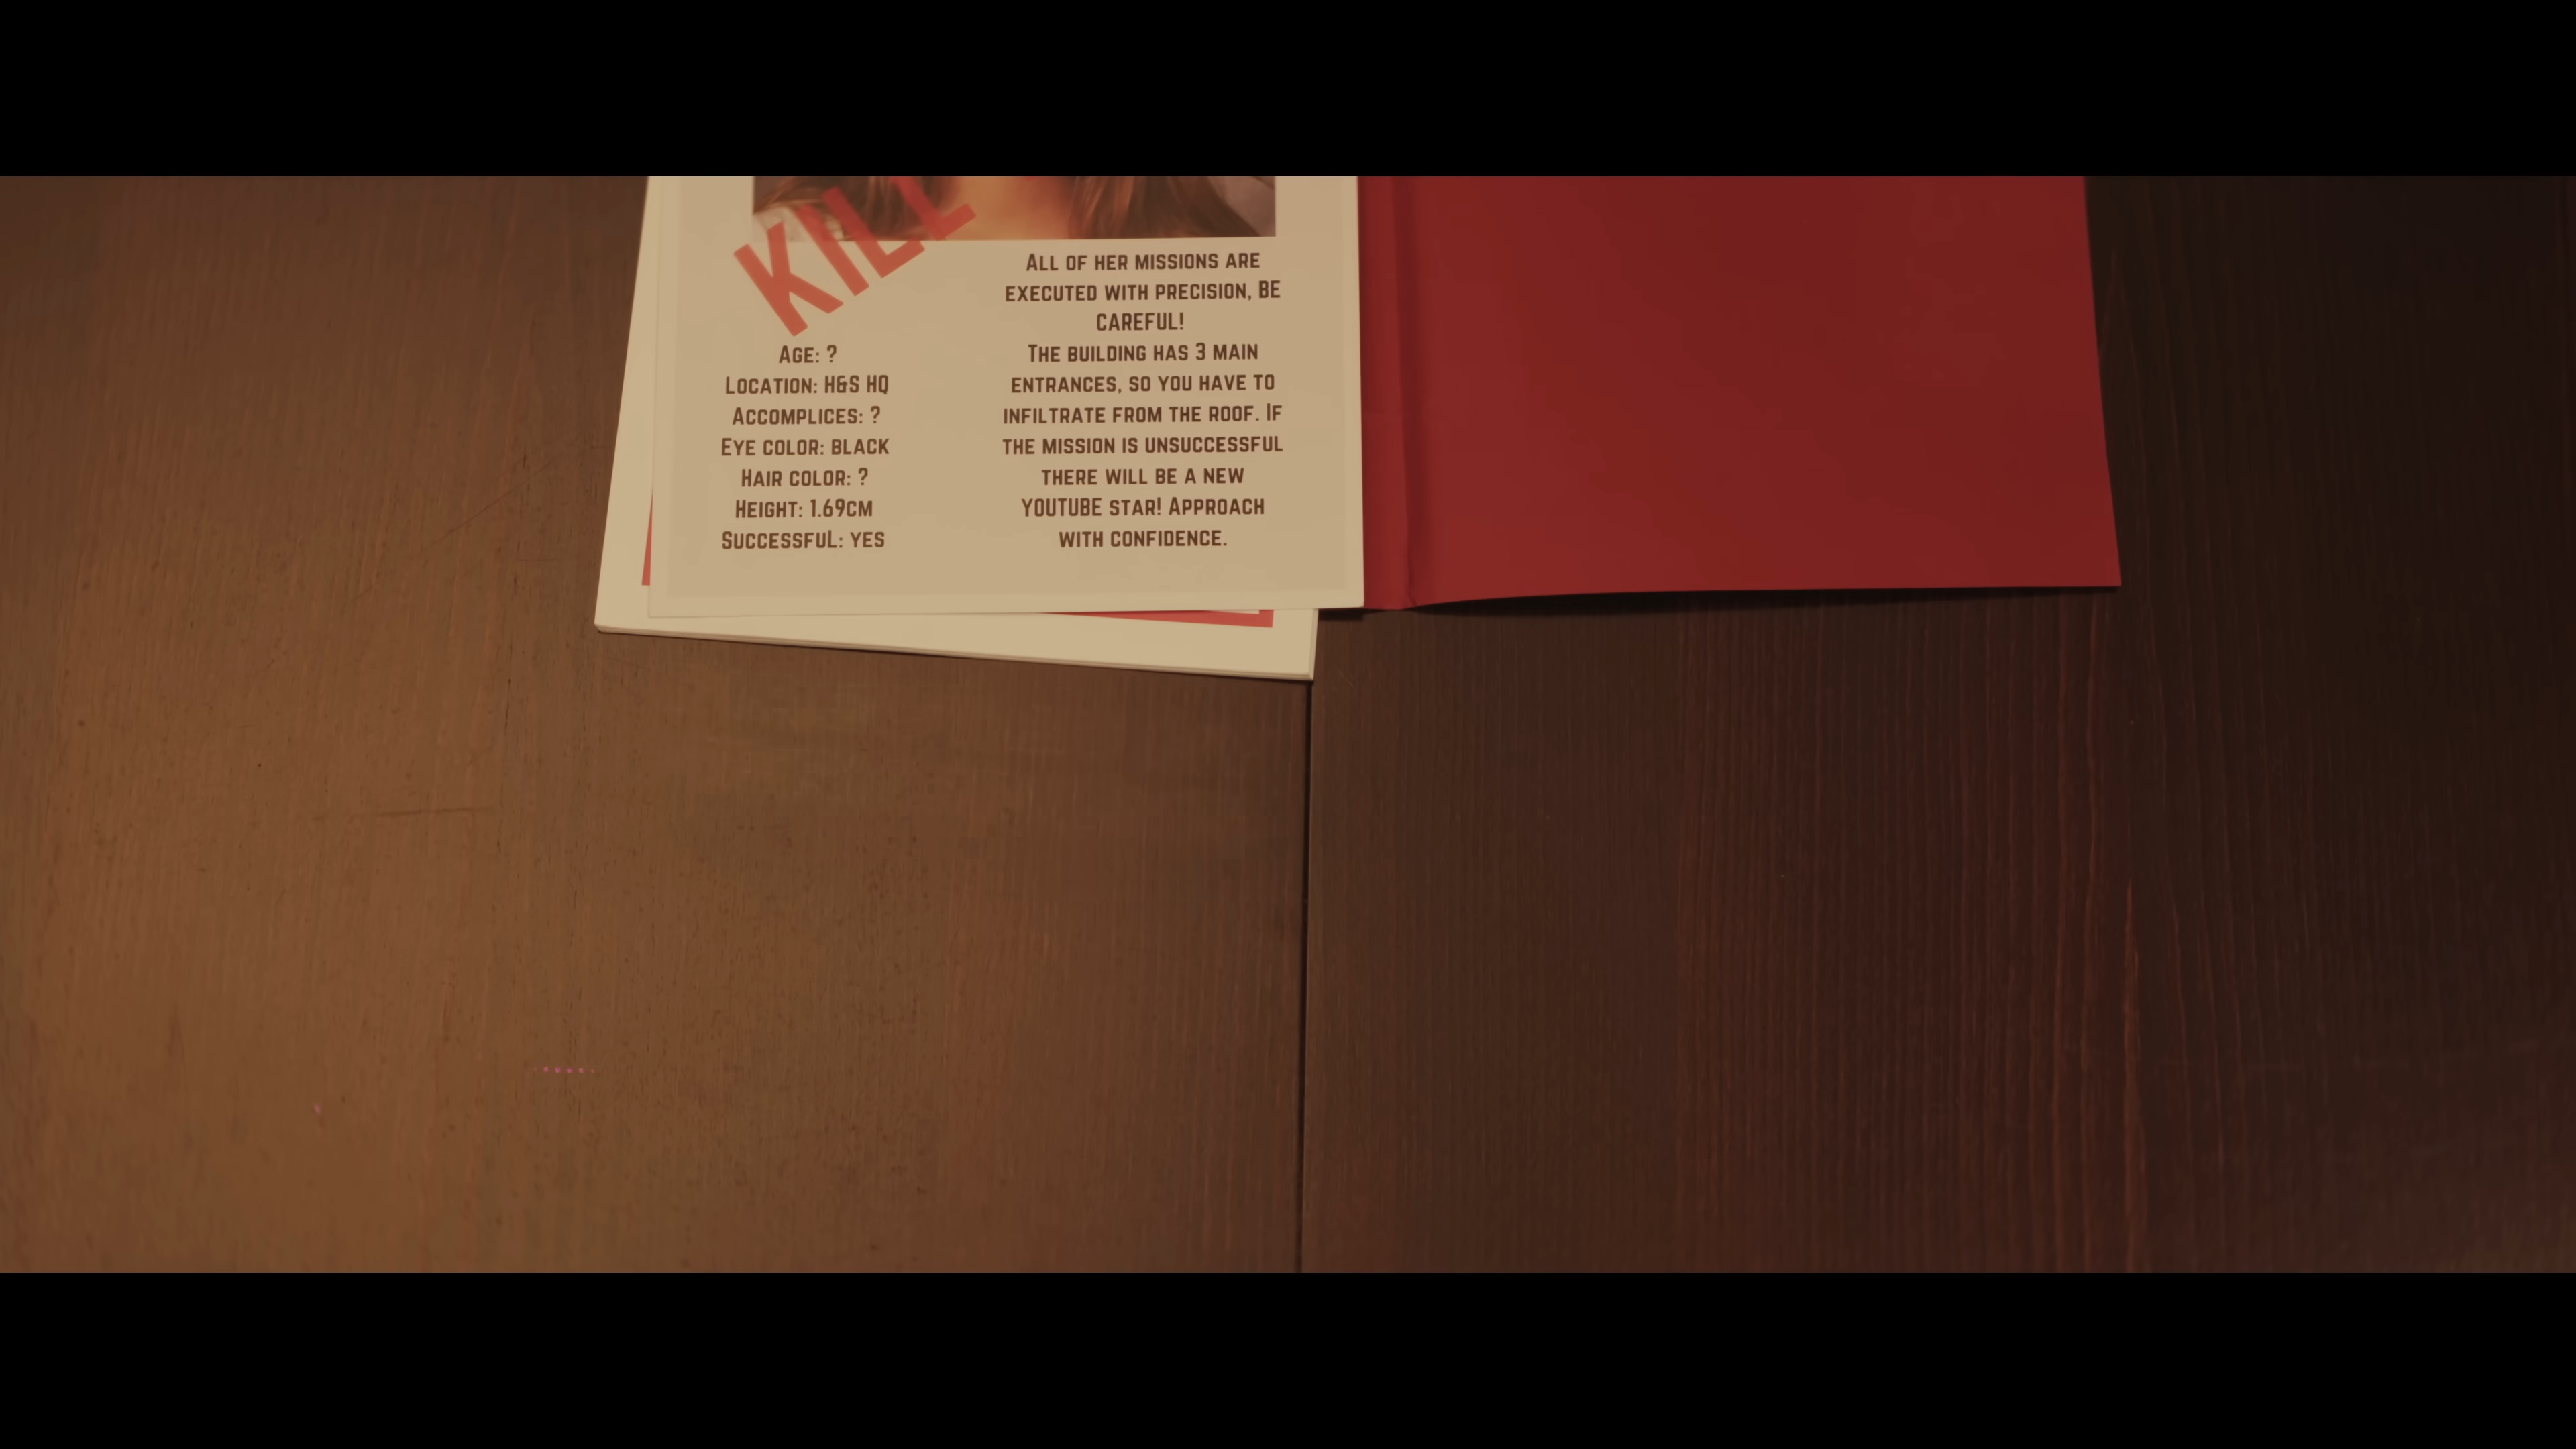 KILL
Age: ?
Location: H&S HQ
Accomplices: ?
Eye color: black
Hair color: ?
Height: 1.69cm
Successful: yes
All of her missions are
executed with precision, be
careful!
The building has 3 main
entrances, so you have to
infiltrate from the roof. If
the mission is unsuccessful
there will be a new
YOUTUBE star! Approach
with confidence.